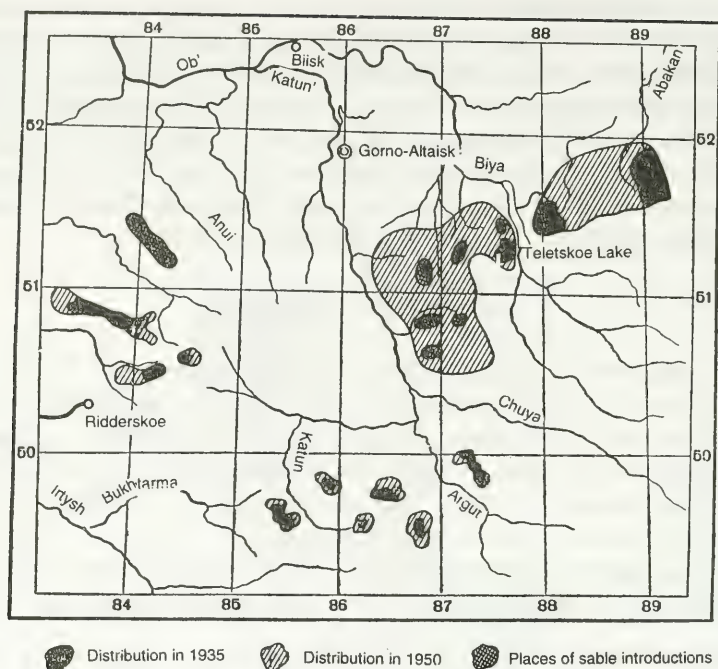 84 85 86 87 88 89
Ob'
Biisk
Katun'
Abakan
52 52
Gorno-Altaisk
Biya
Anui
Teletskoe Lake
51 51
Ridderskoe
Chuya
50 50
Katun
Irtysh
Bukhtarma
Argut
84 85 86 87 88 89
Distribution in 1935 Distribution in 1950 Places of sable introductions